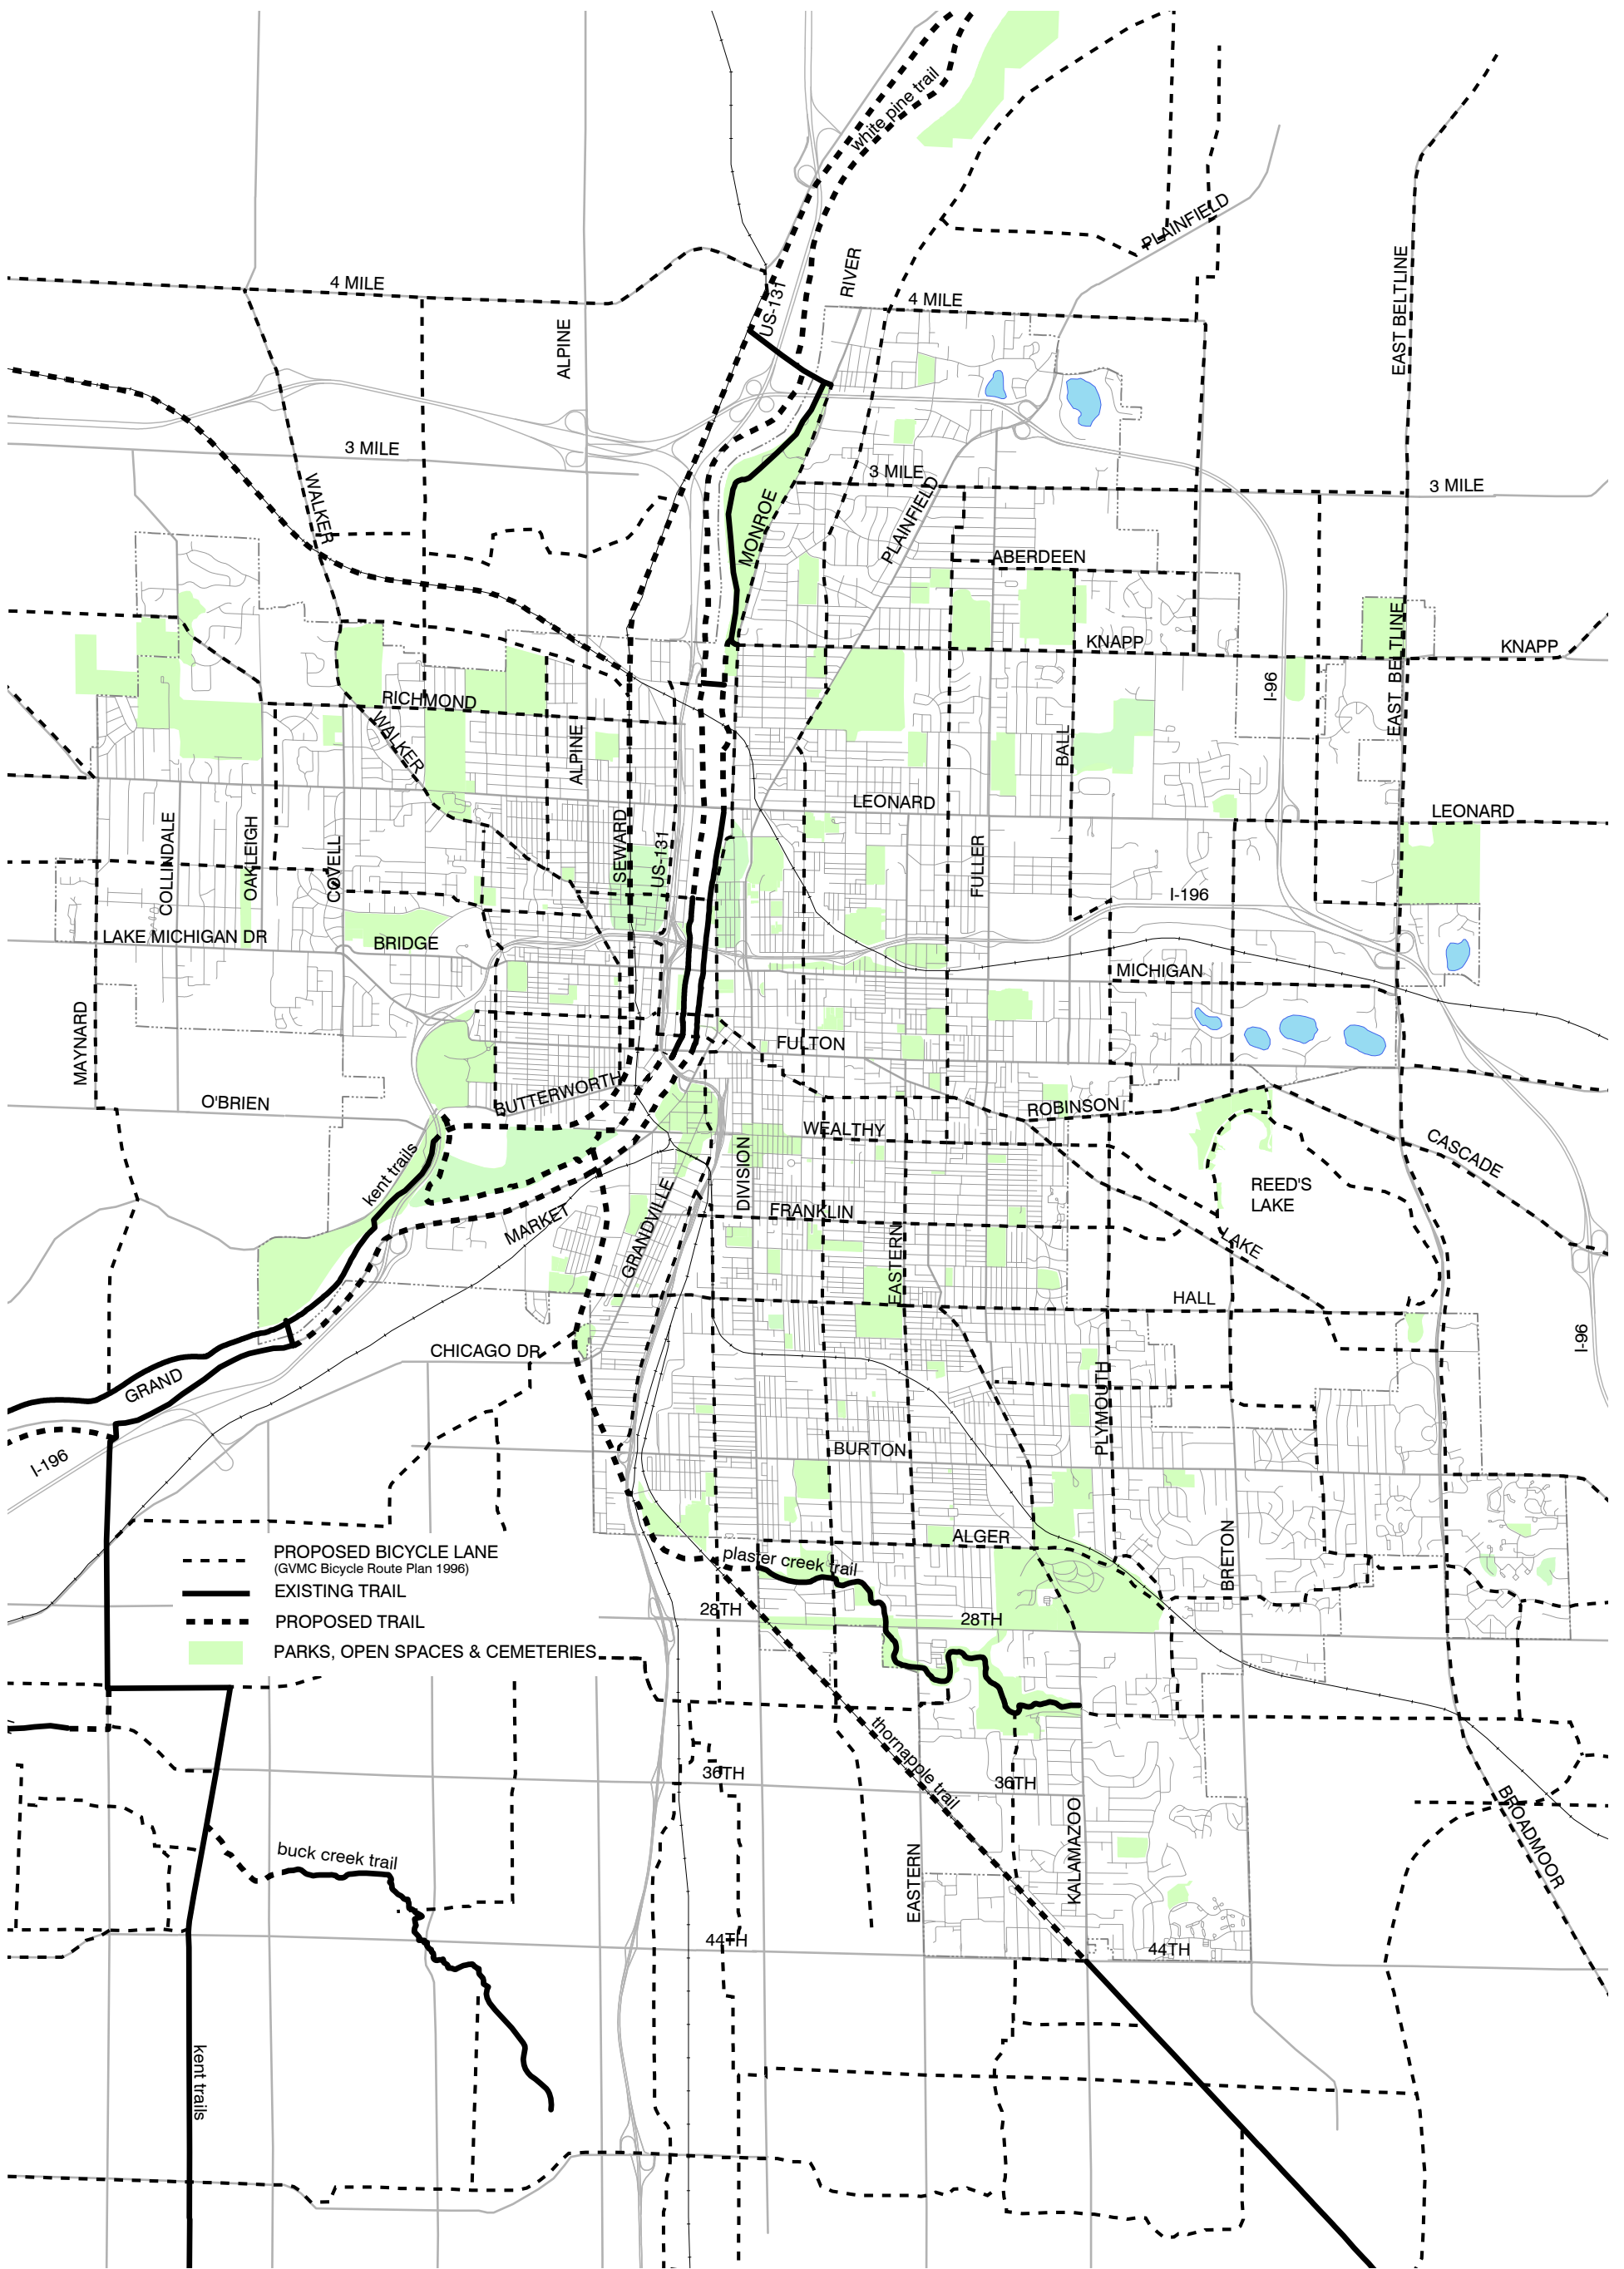 white pine trail
PLAINFIELD
RIVER
4 MILE
US-131
4 MILE
EAST BELTLINE
ALPINE
3 MILE
3 MILE
3 MILE
WALKER
PLAINFIELD
MONROE
ABERDEEN
KNAPP
KNAPP
EAST BELTLINE
I-96
RICHMOND
WALKER
ALPINE
BALL
LEONARD
LEONARD
COLLINDALE
OAKLEIGH
COVELL
SEWARD
US-131
FULLER
I-196
LAKE MICHIGAN DR
BRIDGE
MICHIGAN
MAYNARD
FULTON
O'BRIEN
BUTTERWORTH
ROBINSON
WEALTHY
CASCADE
kent trails
DIVISION
REED'S
LAKE
MARKET
GRANDVILLE
FRANKLIN
EASTERN
LAKE
HALL
I-96
CHICAGO DR
GRAND
PLYMOUTH
BURTON
I-196
ALGER
BRETON
PROPOSED BICYCLE LANE
(GVMC Bicycle Route Plan 1996)
EXISTING TRAIL
PROPOSED TRAIL
PARKS, OPEN SPACES & CEMETERIES
plaster creek trail
28TH
28TH
thornapple trail
36TH
36TH
BROADMOOR
KALAMAZOO
buck creek trail
EASTERN
44TH
44TH
kent trails